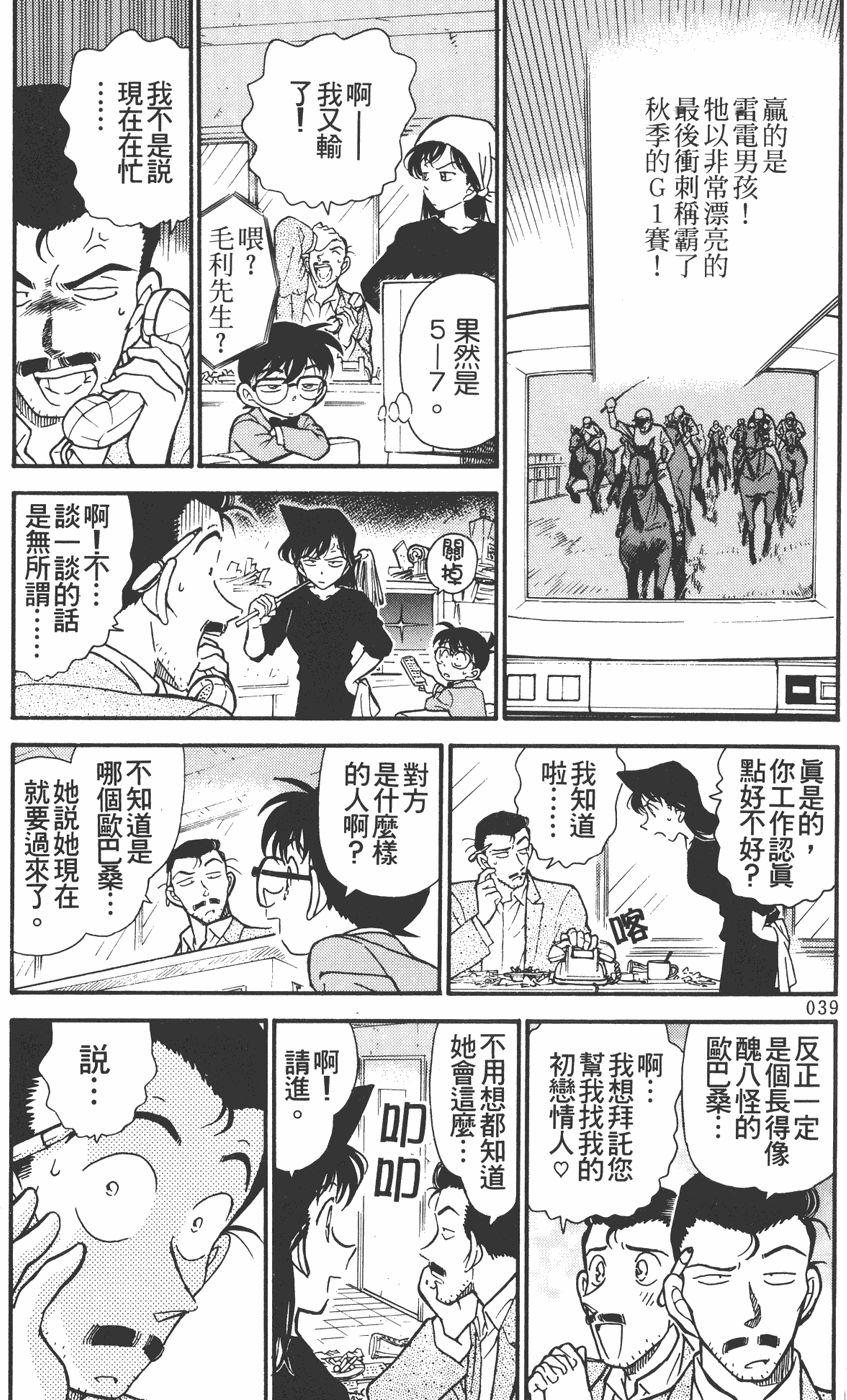 贏的是
雷電男孩！
牠以非常漂亮的
最後衝刺稱霸了
秋季的G1賽！
果然是
5—7。
啊——
我又輸
了！
喂？
毛利先生？
我不是說
現在在忙
……
關掉
啊！不…
談一談的話
是無所謂……
眞是的，
你工作認眞
點好不好？
我知道
啦……
喀
對方
是什麼樣
的人啊？
不知道是
哪個歐巴桑…
她說她現在
就要過來了。
039
反正一定
是個長得像
醜八怪的
歐巴桑…
啊…
我想拜託您
幫我找我的
初戀情人♡
不用想都知道
她會這麼…
叩
叩
啊！
請進。
說…